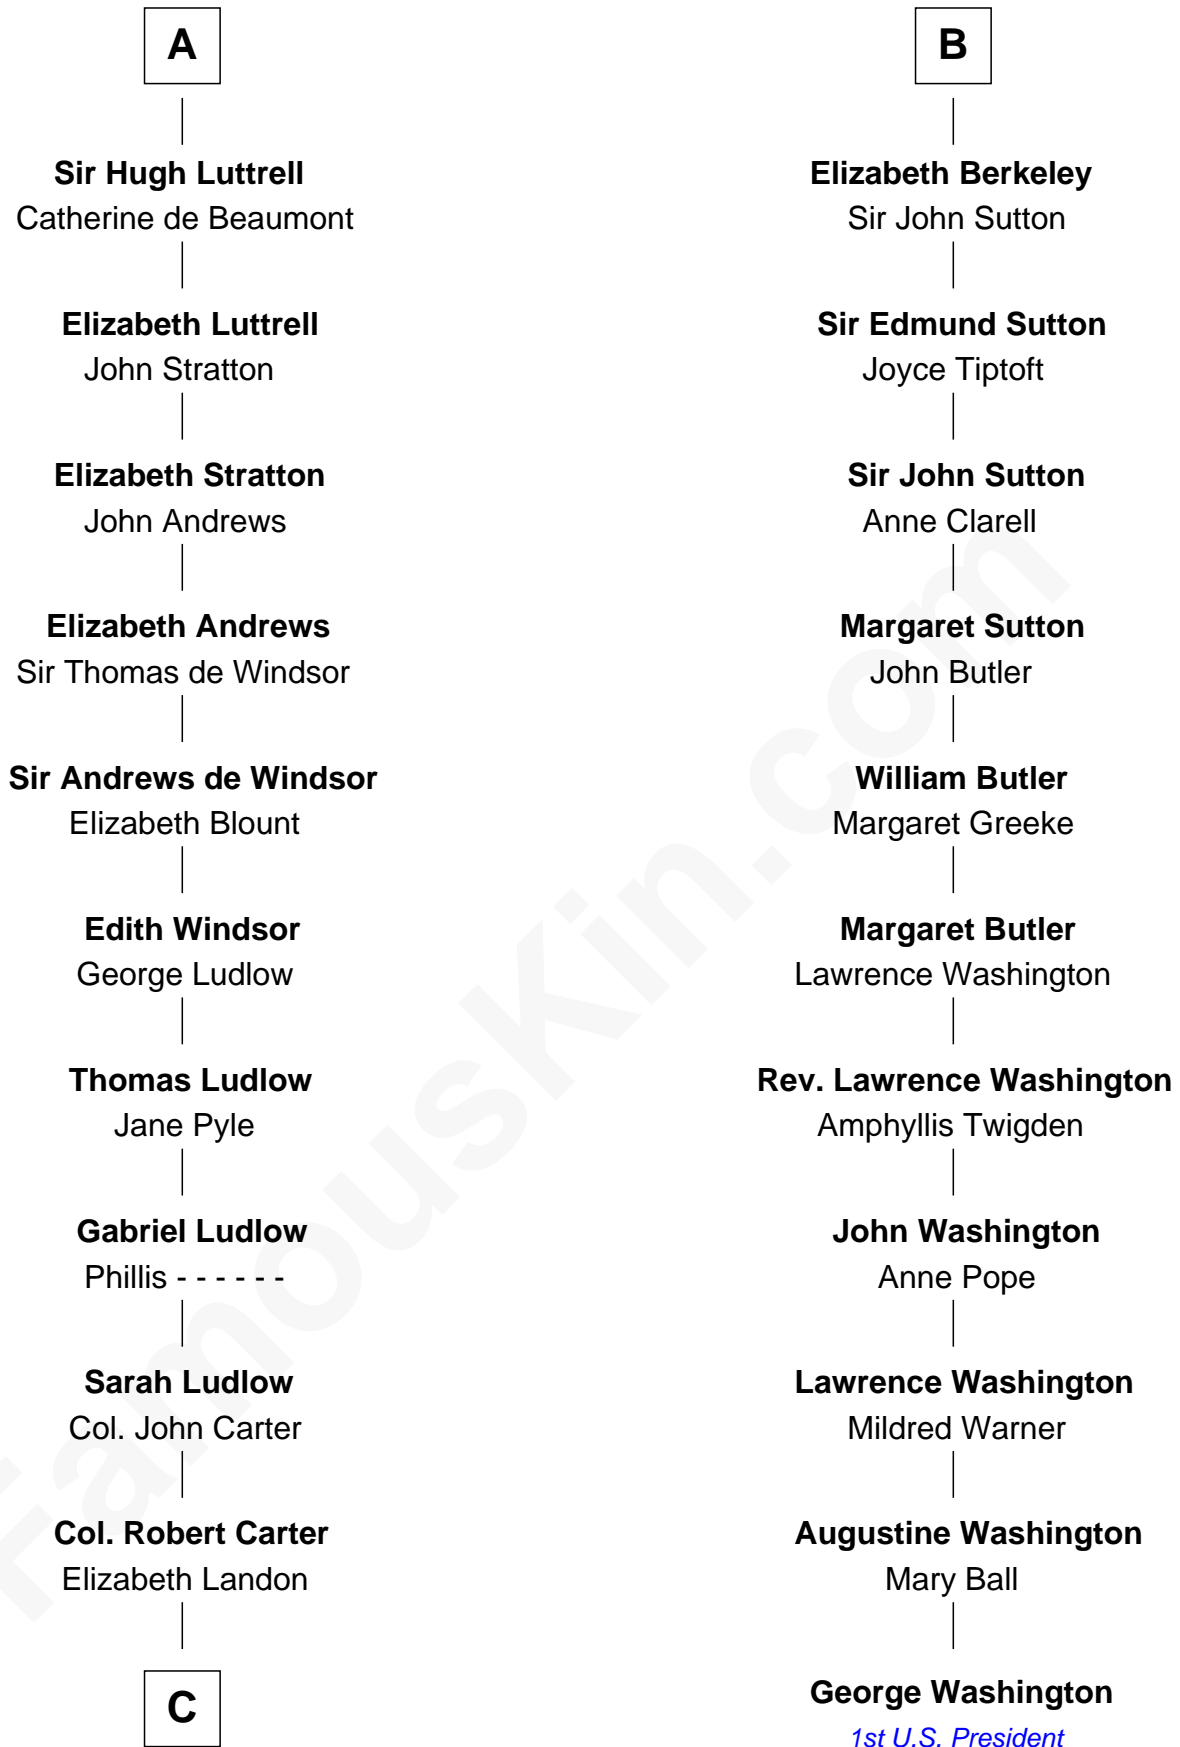 A
Sir Hugh Luttrell
Catherine de Beaumont
Elizabeth Luttrell
John Stratton
Elizabeth Stratton
John Andrews
Elizabeth Andrews
Sir Thomas de Windsor
Sir Andrews de Windsor
Elizabeth Blount
Edith Windsor
George Ludlow
Thomas Ludlow
Jane Pyle
Gabriel Ludlow
Phillis - - - - - -
Sarah Ludlow
Col. John Carter
Col. Robert Carter
Elizabeth Landon
C
B
Elizabeth Berkeley
Sir John Sutton
Sir Edmund Sutton
Joyce Tiptoft
Sir John Sutton
Anne Clarell
Margaret Sutton
John Butler
William Butler
Margaret Greeke
Margaret Butler
Lawrence Washington
Rev. Lawrence Washington
Amphyllis Twigden
John Washington
Anne Pope
Lawrence Washington
Mildred Warner
Augustine Washington
Mary Ball
George Washington
1st U.S. President
FamousKin.com